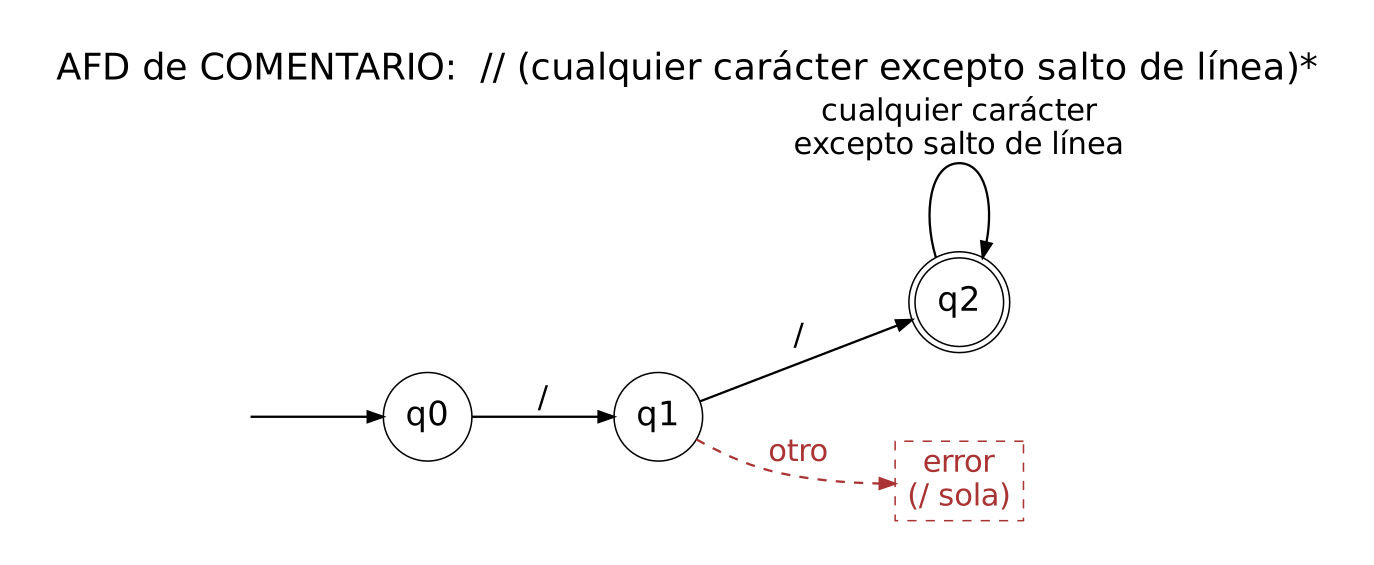 AFD de COMENTARIO:  // (cualquier carácter excepto salto de línea)*
cualquier carácter
excepto salto de línea
q2
/
q0
/
q1
otro
error
(/ sola)